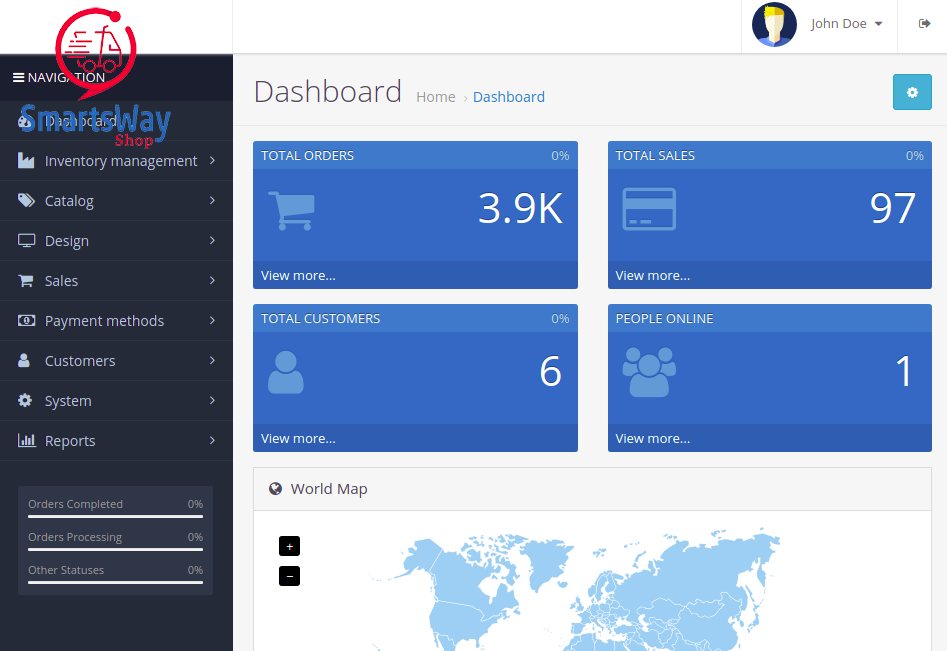 John Doe
NAVIGATION
SmartsWay
Shop
Dashboard
Inventory management
Catalog
Design
Sales
Payment methods
Customers
System
Reports
Orders Completed 0%
Orders Processing 0%
Other Statuses 0%
Dashboard Home › Dashboard
TOTAL ORDERS 0%
3.9K
View more...
TOTAL SALES 0%
97
View more...
TOTAL CUSTOMERS 0%
6
View more...
PEOPLE ONLINE
1
View more...
World Map
+
−